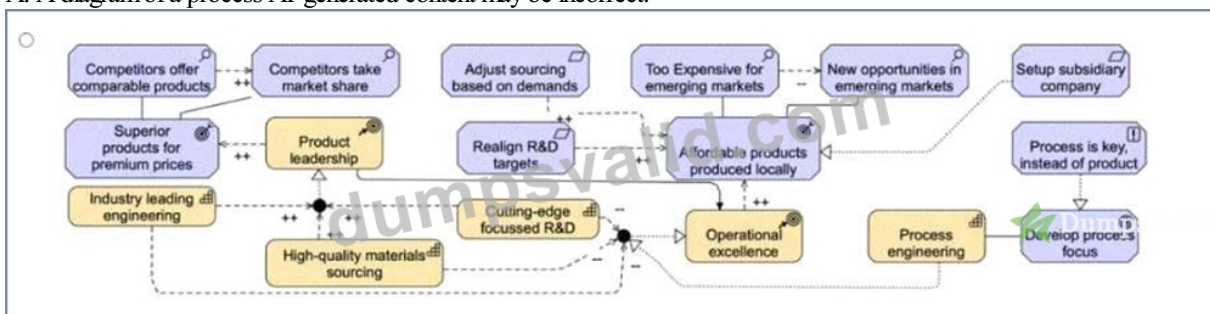 A. A diagram of a process AI-generated content may be incorrect.
Competitors offer
comparable products
++
Competitors take
market share
Adjust sourcing
based on demands
Too Expensive for
emerging markets
--
New opportunities in
emerging markets
Setup subsidiary
company
Superior
products for
premium prices
++
Product
leadership
Realign R&D
targets
++
++
Affordable products
produced locally
Process is key,
instead of product
Industry leading
engineering
++
++
++
High-quality materials
sourcing
Cutting-edge
focussed R&D
--
--
--
++
Operational
excellence
Process
engineering
Develop process
focus
dumpsvalid.com